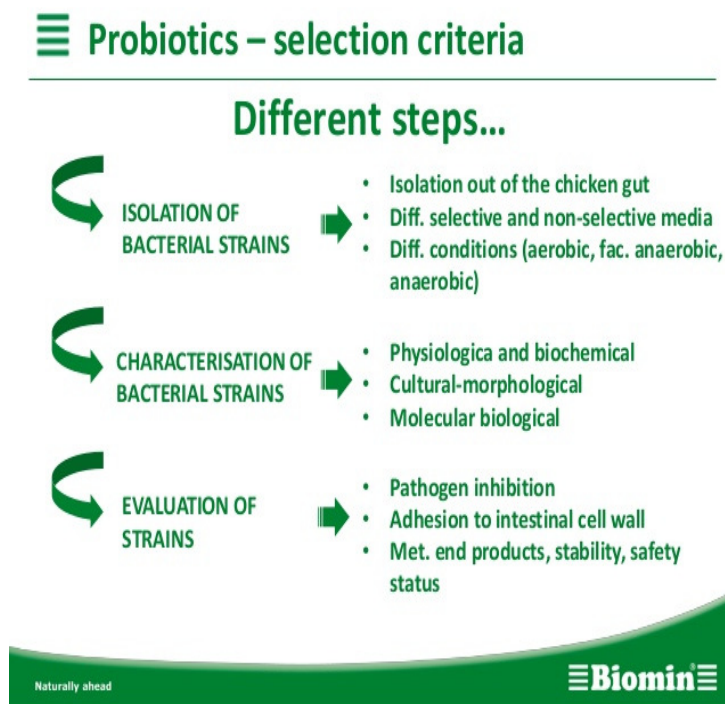 Probiotics – selection criteria
Different steps...
ISOLATION OF
BACTERIAL STRAINS
• Isolation out of the chicken gut
• Diff. selective and non-selective media
• Diff. conditions (aerobic, fac. anaerobic,
anaerobic)
CHARACTERISATION OF
BACTERIAL STRAINS
• Physiologica and biochemical
• Cultural-morphological
• Molecular biological
EVALUATION OF
STRAINS
• Pathogen inhibition
• Adhesion to intestinal cell wall
• Met. end products, stability, safety
status
Naturally ahead
Biomin®